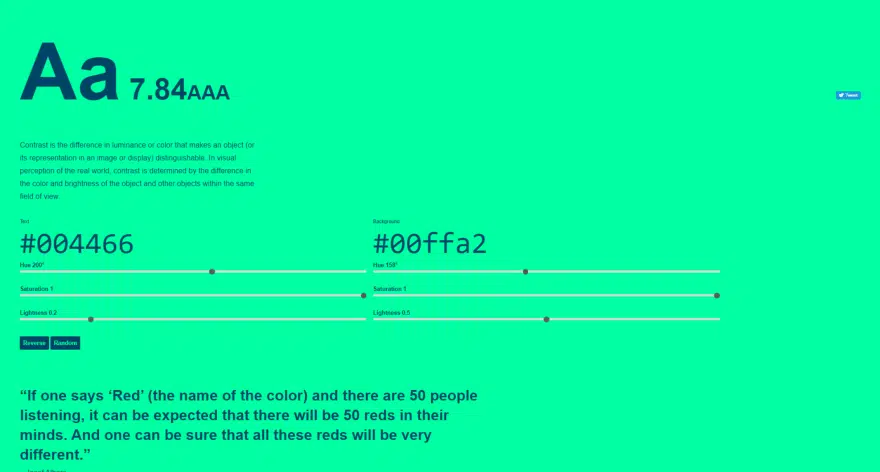 Aa 7.84AAA
Tweet
Contrast is the difference in luminance or color that makes an object (or
its representation in an image or display) distinguishable. In visual
perception of the real world, contrast is determined by the difference in
the color and brightness of the object and other objects within the same
field of view.
Text
#004466
Hue 200°
Saturation 1
Lightness 0.2
Background
#00ffa2
Hue 158°
Saturation 1
Lightness 0.5
Reverse Random
“If one says ‘Red’ (the name of the color) and there are 50 people
listening, it can be expected that there will be 50 reds in their
minds. And one can be sure that all these reds will be very
different.”